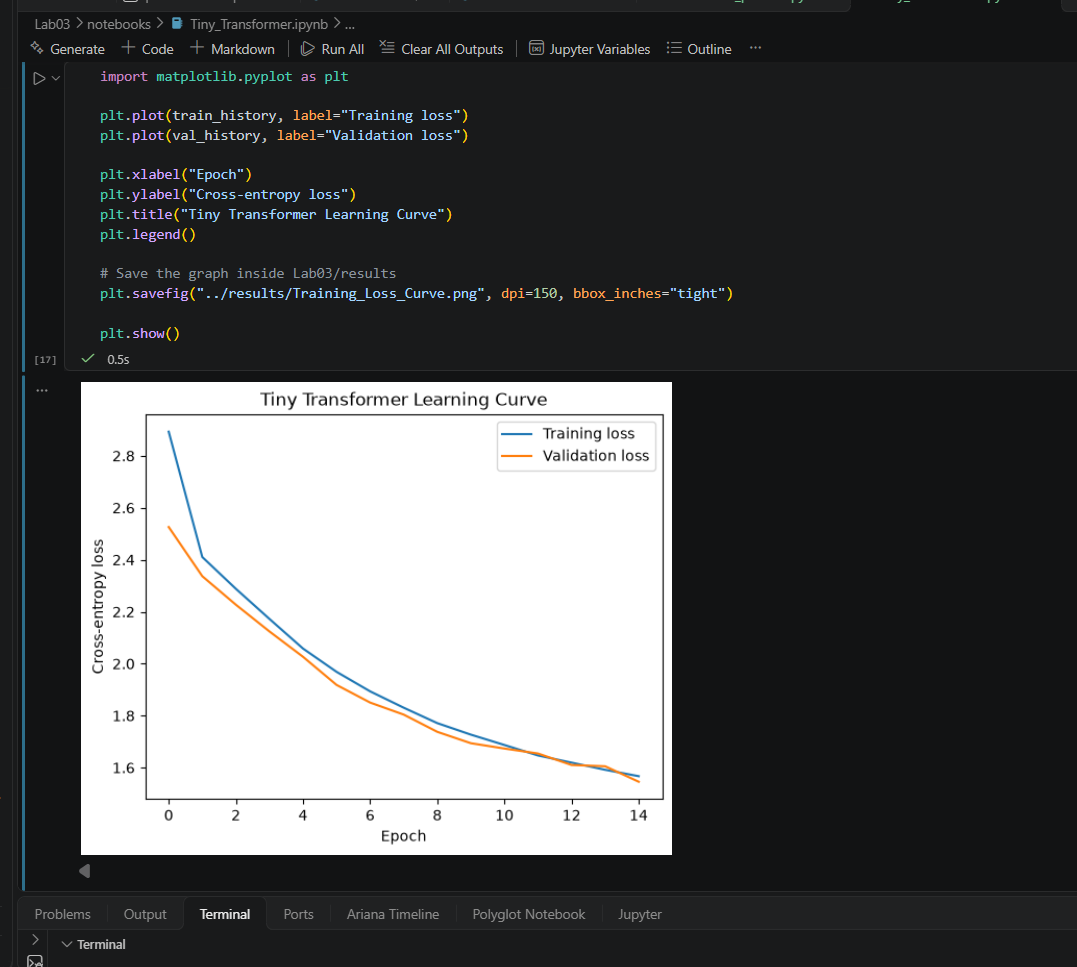 Lab03 > notebooks > Tiny_Transformer.ipynb > ...
Generate + Code + Markdown Run All Clear All Outputs Jupyter Variables Outline ...
import matplotlib.pyplot as plt
plt.plot(train_history, label="Training loss")
plt.plot(val_history, label="Validation loss")
plt.xlabel("Epoch")
plt.ylabel("Cross-entropy loss")
plt.title("Tiny Transformer Learning Curve")
plt.legend()
# Save the graph inside Lab03/results
plt.savefig("../results/Training_Loss_Curve.png", dpi=150, bbox_inches="tight")
plt.show()
[17] 0.5s
...
Tiny Transformer Learning Curve
Training loss
Validation loss
2.8
2.6
2.4
2.2
2.0
1.8
1.6
Cross-entropy loss
0 2 4 6 8 10 12 14
Epoch
Problems Output Terminal Ports Ariana Timeline Polyglot Notebook Jupyter
Terminal